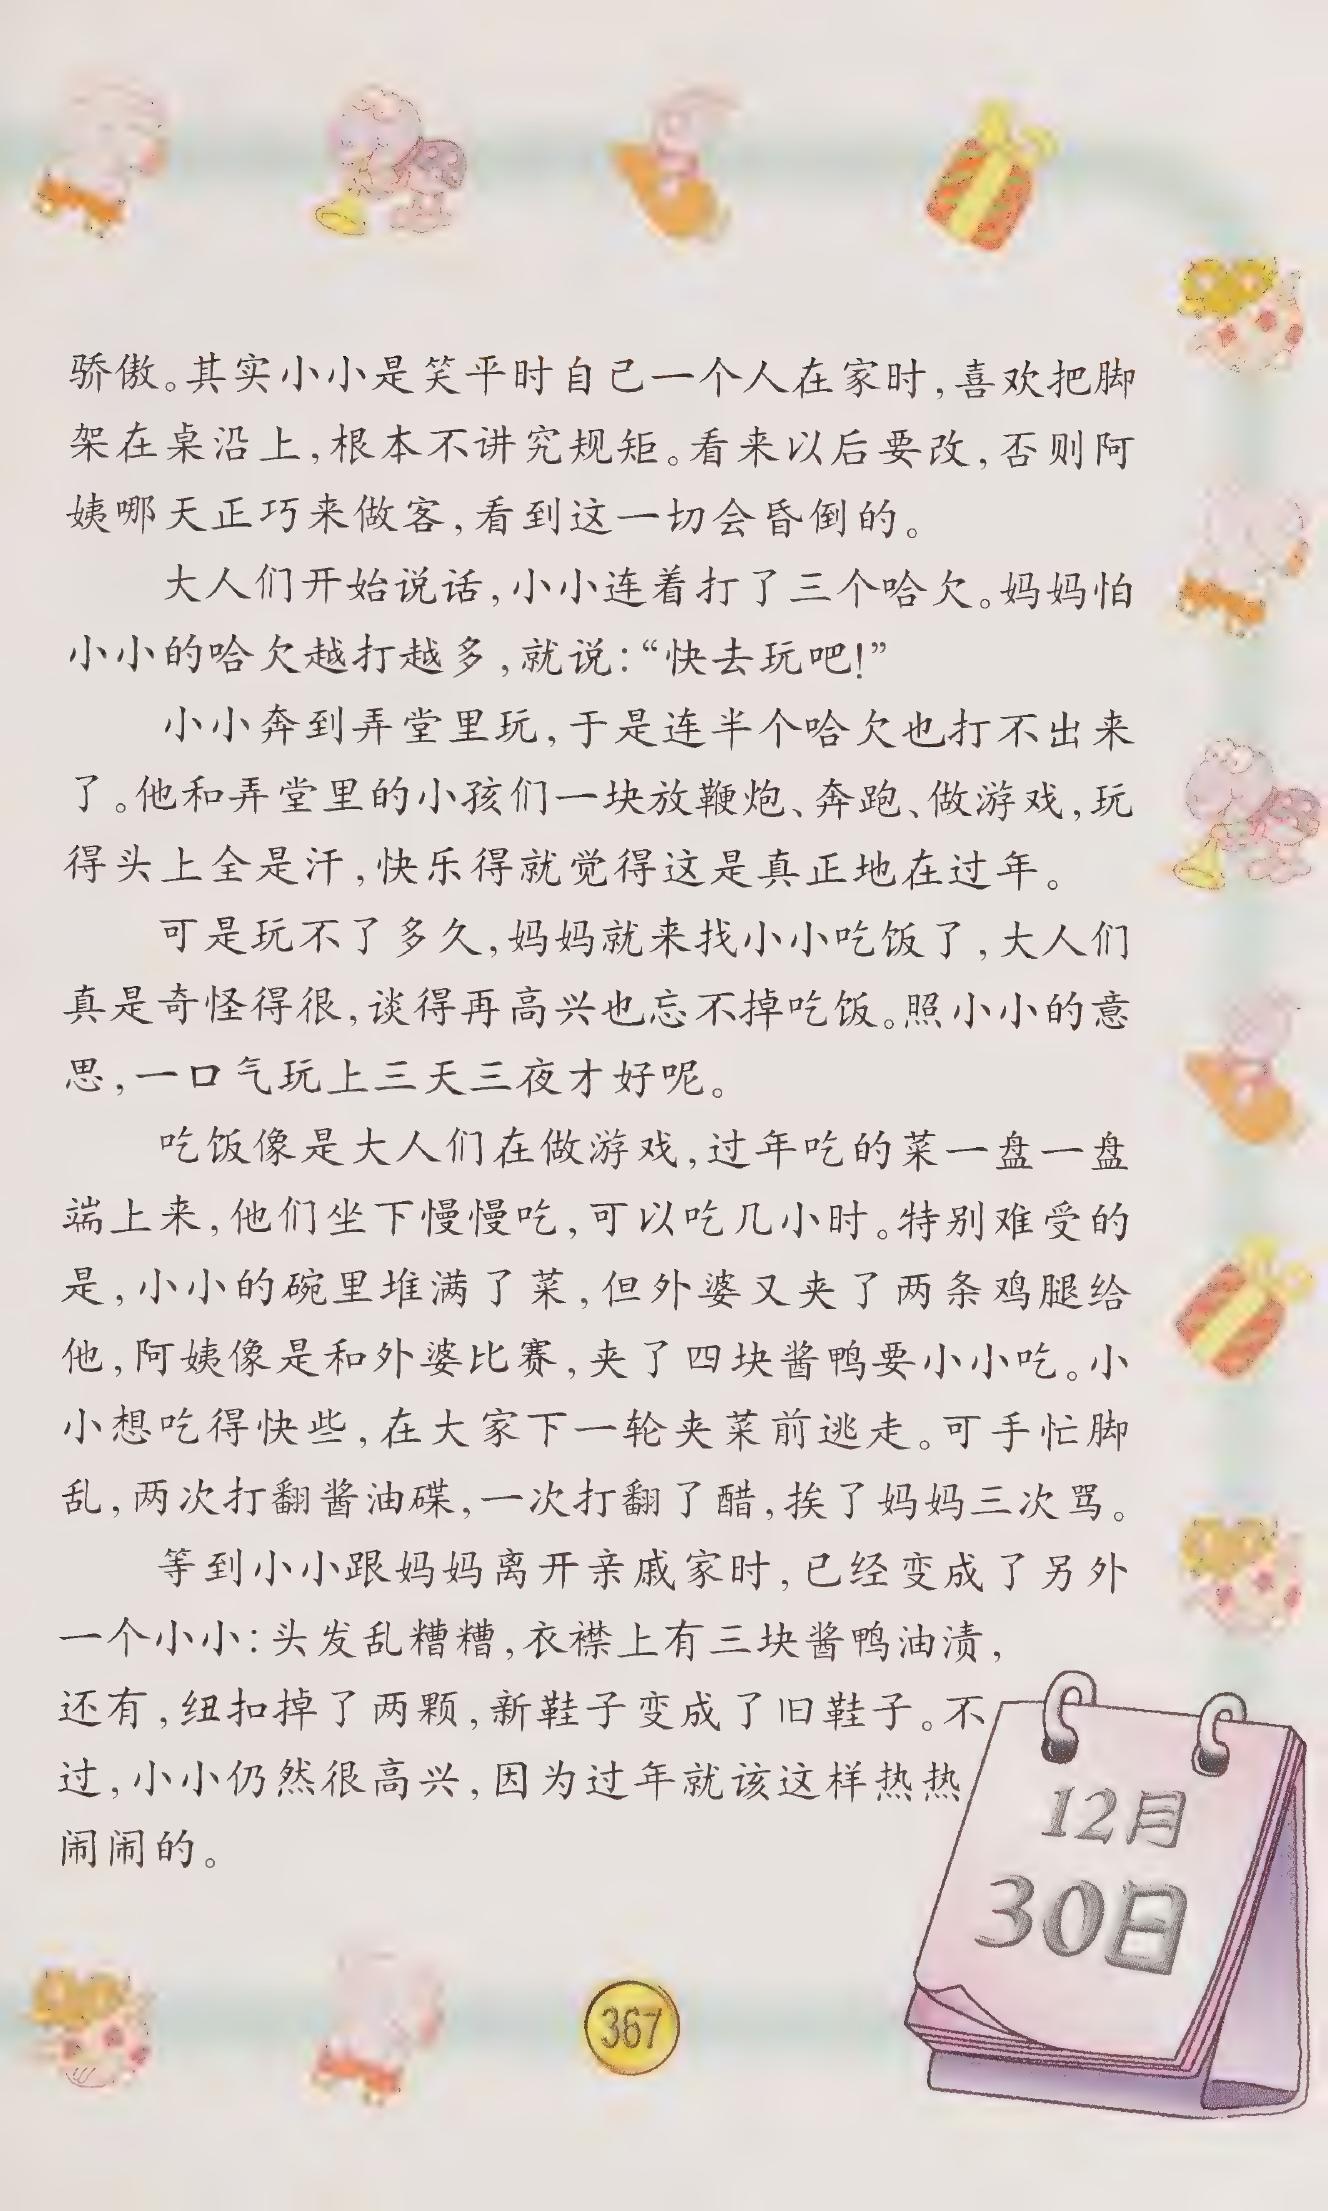 骄傲。其实小小是笑平时自己一个人在家时,喜欢把脚
架在桌沿上,根本不讲究规矩。看来以后要改,否则阿
姨哪天正巧来做客,看到这一切会昏倒的。
大人们开始说话,小小连着打了三个哈欠。妈妈怕
小小的哈欠越打越多,就说:“快去玩吧!”
小小奔到弄堂里玩,于是连半个哈欠也打不出来
了。他和弄堂里的小孩们一块放鞭炮、奔跑、做游戏,玩
得头上全是汗,快乐得就觉得这是真正地在过年。
可是玩不了多久,妈妈就来找小小吃饭了,大人们
真是奇怪得很,谈得再高兴也忘不掉吃饭。照小小的意
思,一口气玩上三天三夜才好呢。
吃饭像是大人们在做游戏,过年吃的菜一盘一盘
端上来,他们坐下慢慢吃,可以吃几小时。特别难受的
是,小小的碗里堆满了菜,但外婆又夹了两条鸡腿给
他,阿姨像是和外婆比赛,夹了四块酱鸭要小小吃。小
小想吃得快些,在大家下一轮夹菜前逃走。可手忙脚
乱,两次打翻酱油碟,一次打翻了醋,挨了妈妈三次骂。
等到小小跟妈妈离开亲戚家时,已经变成了另外
一个小小:头发乱糟糟,衣襟上有三块酱鸭油渍,
还有,纽扣掉了两颗,新鞋子变成了旧鞋子。不
过,小小仍然很高兴,因为过年就该这样热热
闹闹的。
12月
30日
367